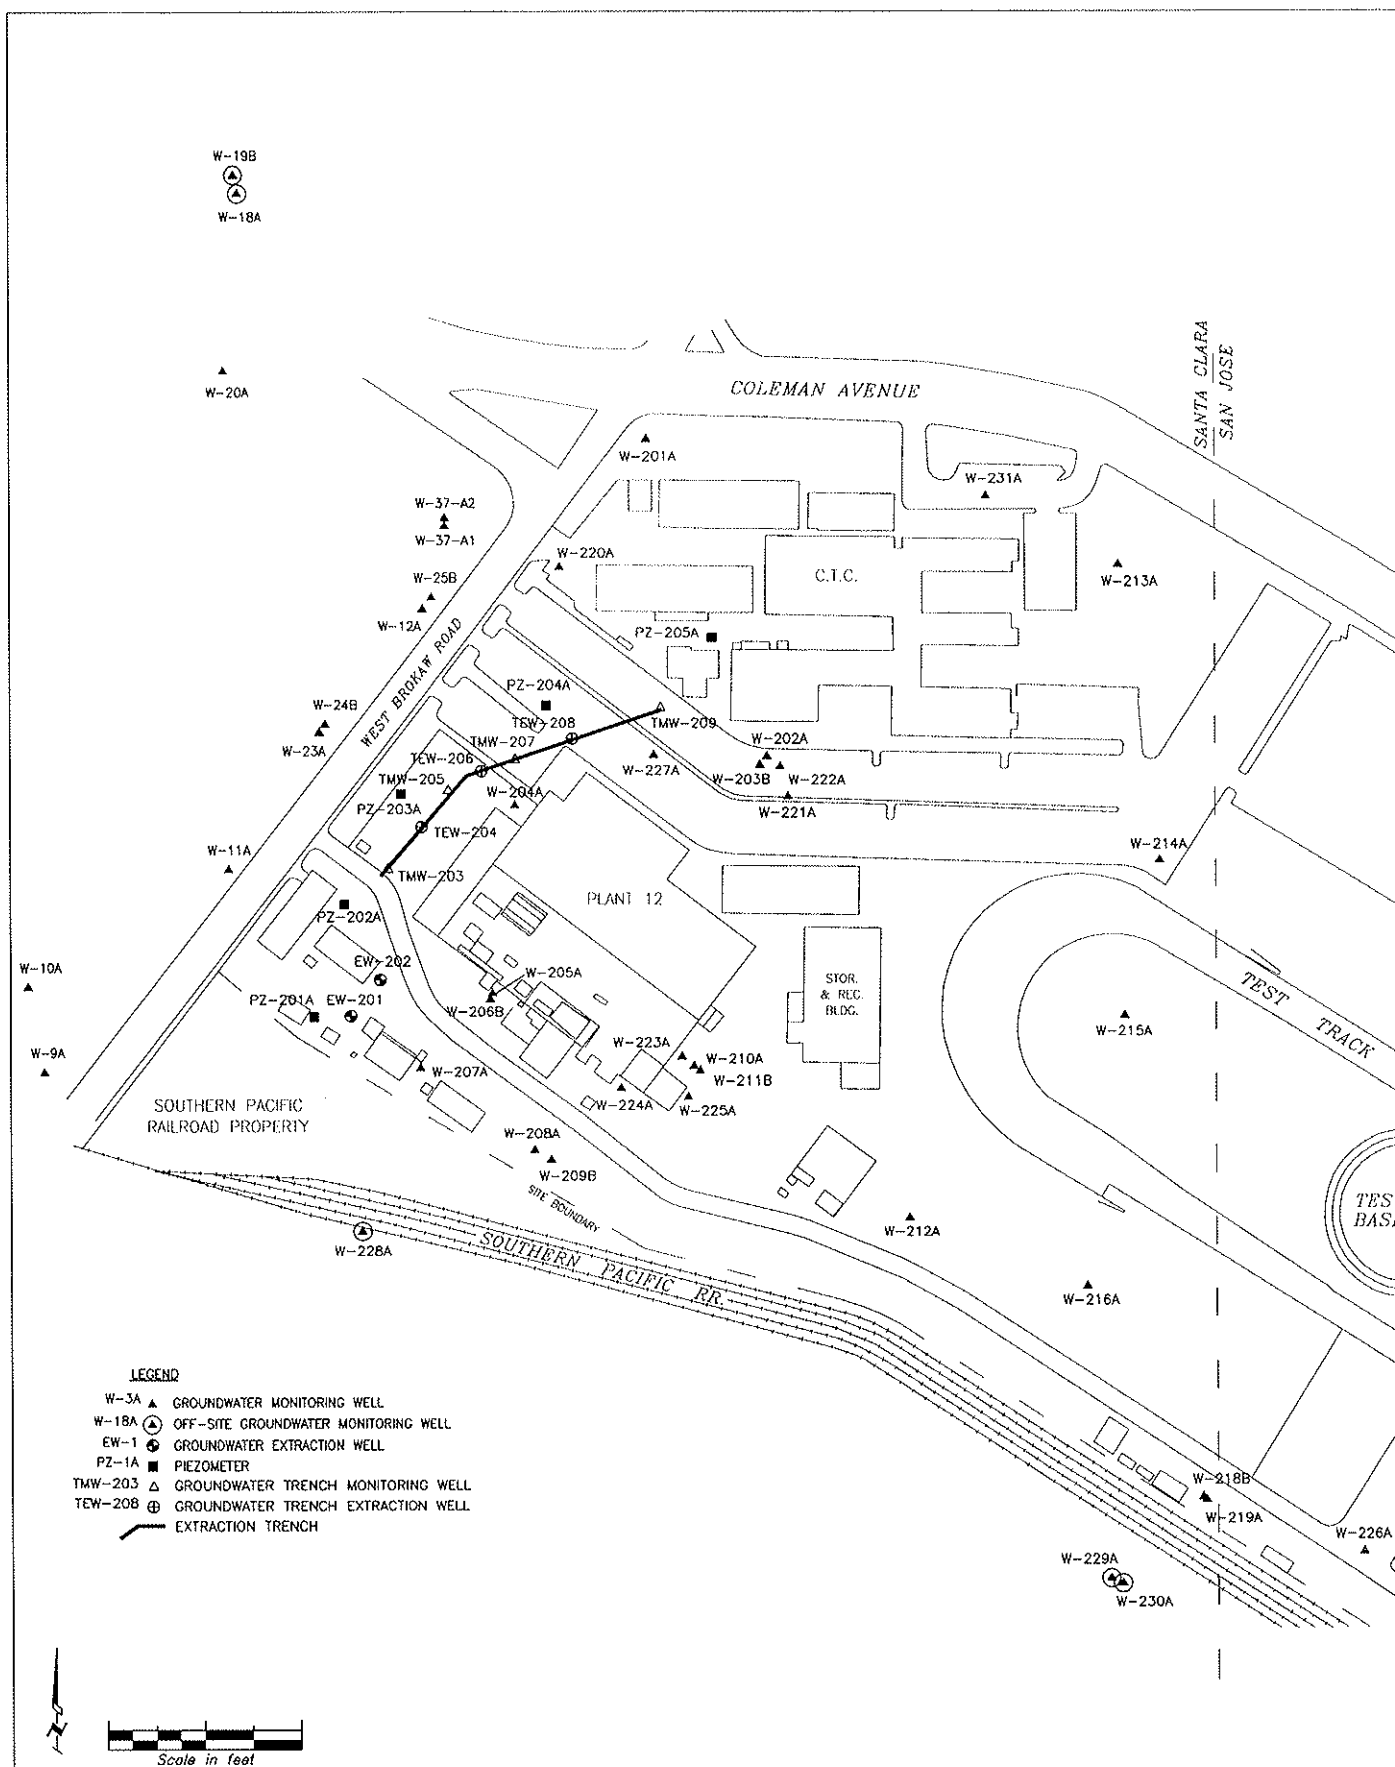 W-19B
W-18A
W-20A
COLEMAN AVENUE
SANTA CLARA
SAN JOSE
W-201A
W-231A
W-37-A2
W-37-A1
W-220A
C.T.C.
W-213A
W-25B
W-12A
WEST BROKAW ROAD
PZ-205A
PZ-204A
W-24B
W-23A
TEW-208
TMW-209
TMW-207
TEW-206
TMW-205
W-204A
W-227A
W-202A
W-203B
W-222A
W-221A
PZ-203A
TEW-204
W-11A
TMW-203
W-214A
PLANT 12
PZ-202A
EW-202
W-205A
W-10A
STOR.
& REC.
BLDG.
TEST TRACK
PZ-201A
EW-201
W-206B
W-215A
W-9A
W-207A
W-223A
W-210A
W-211B
W-224A
W-225A
SOUTHERN PACIFIC
RAILROAD PROPERTY
W-208A
W-209B
SITE BOUNDARY
TES
BASI
W-212A
W-228A
SOUTHERN PACIFIC RR.
W-216A
LEGEND
W-3A GROUNDWATER MONITORING WELL
W-18A OFF-SITE GROUNDWATER MONITORING WELL
EW-1 GROUNDWATER EXTRACTION WELL
PZ-1A PIEZOMETER
TMW-203 GROUNDWATER TRENCH MONITORING WELL
TEW-208 GROUNDWATER TRENCH EXTRACTION WELL
EXTRACTION TRENCH
W-218B
W-219A
W-226A
W-229A
W-230A
Z
Scale in feet